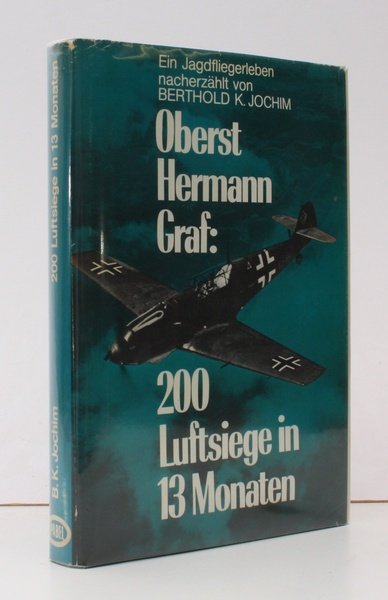 Ein Jagdfliegerleben
nacherzählt von
BERTHOLD K. JOCHIM
Oberst
Hermann
Graf:
200
Luftsiege in
13 Monaten
200 Luftsiege in 13 Monaten
B. K. Jochim